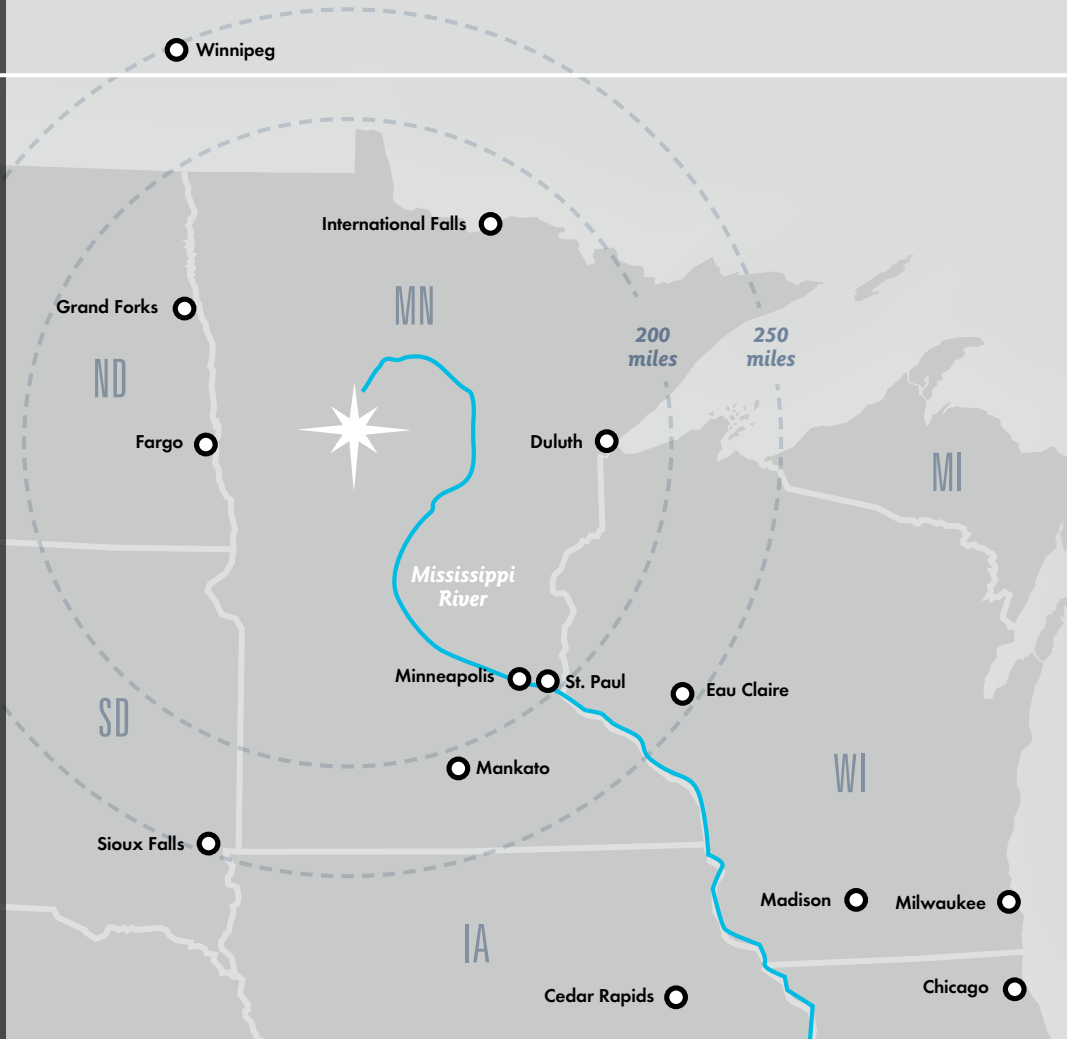 Winnipeg
International Falls
MN
Grand Forks
200
miles
250
miles
ND
Fargo
Duluth
MI
Mississippi
River
Minneapolis
St. Paul
Eau Claire
SD
Mankato
WI
Sioux Falls
Madison
Milwaukee
IA
Cedar Rapids
Chicago